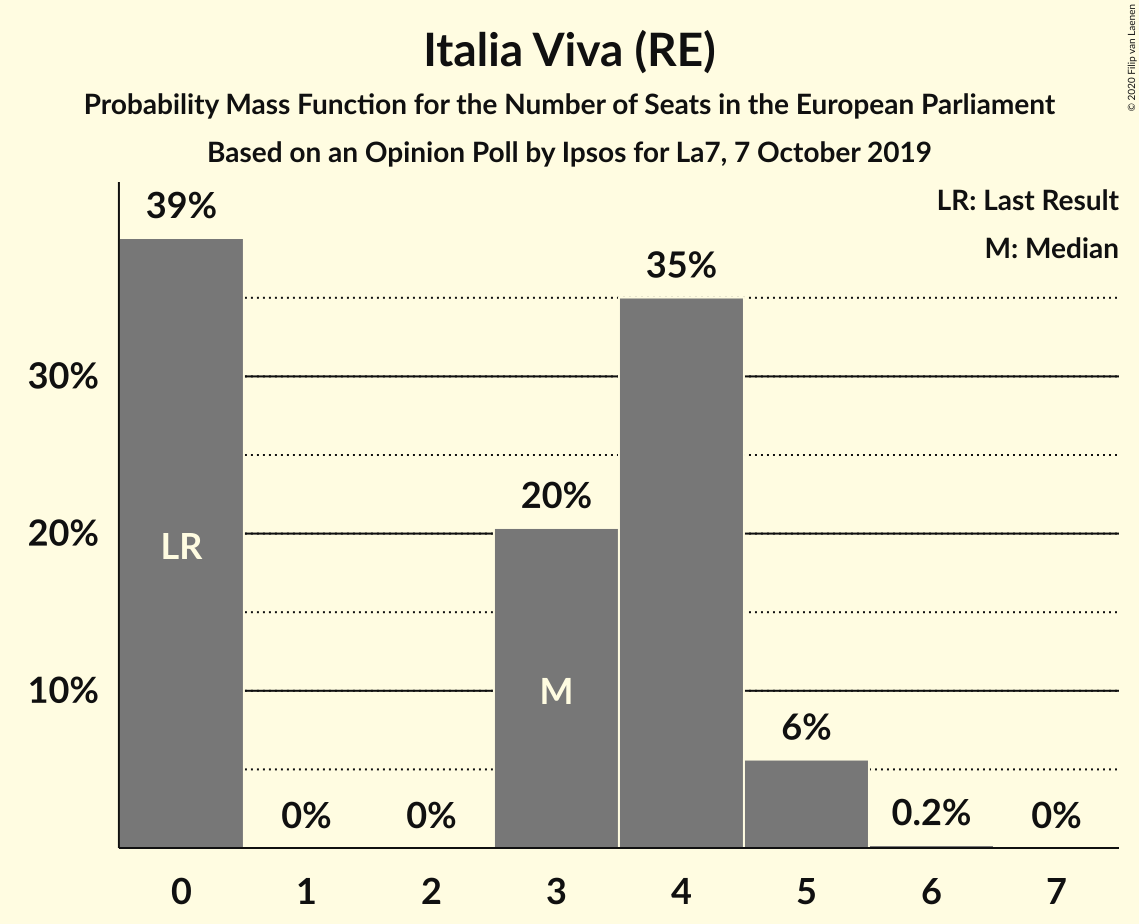 © 2020 Filip van Laenen
Italia Viva (RE)
Probability Mass Function for the Number of Seats in the European Parliament
Based on an Opinion Poll by Ipsos for La7, 7 October 2019
LR: Last Result
M: Median
39%
35%
30%
20%
20%
LR
10%
M
6%
0%
0%
0.2%
0%
0 1 2 3 4 5 6 7